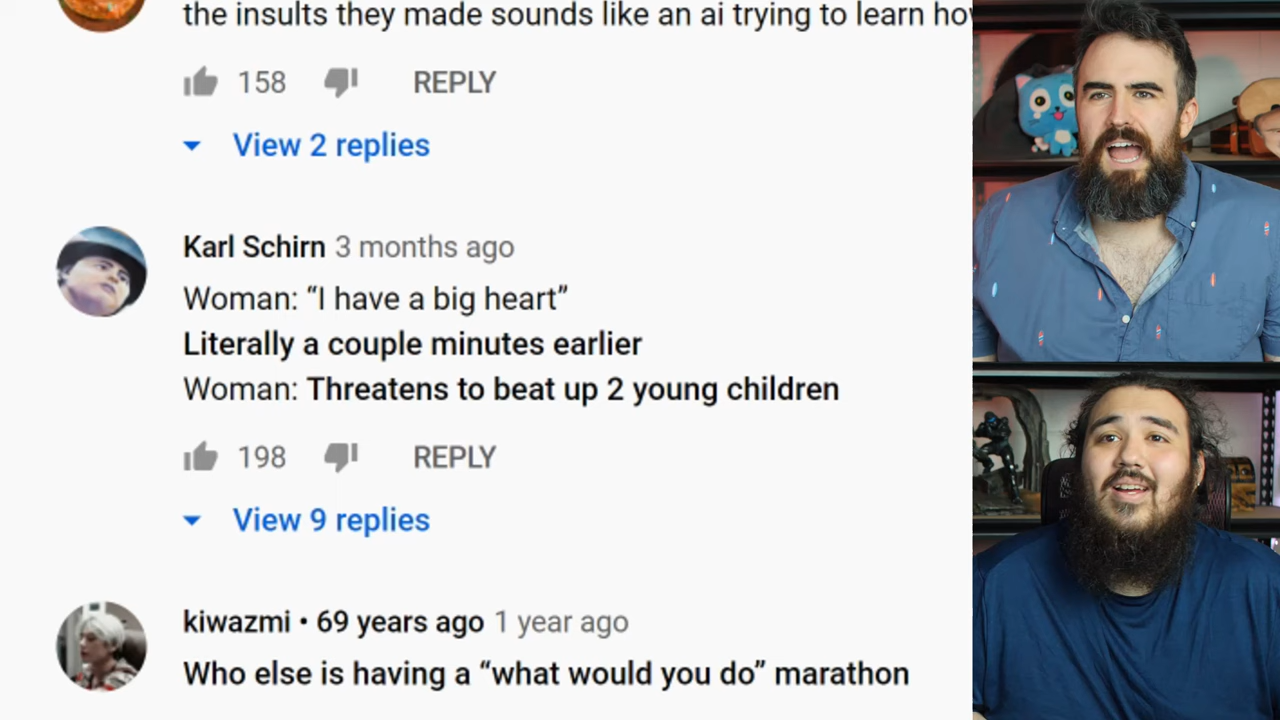 the insults they made sounds like an ai trying to learn
158 REPLY
View 2 replies
Karl Schirn 3 months ago
Woman: “I have a big heart”
Literally a couple minutes earlier
Woman: Threatens to beat up 2 young children
198 REPLY
View 9 replies
kiwazmi • 69 years ago 1 year ago
Who else is having a “what would you do” marathon